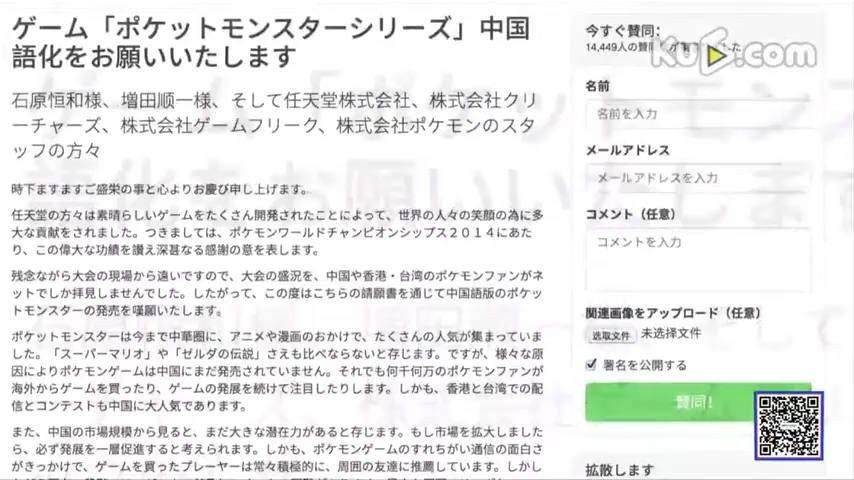 ゲーム「ポケットモンスターシリーズ」中国
語化をお願いいたします
石原恒和様、増田順一様、そして任天堂株式会社、株式会社クリ
ーチャーズ、株式会社ゲームフリーク、株式会社ポケモンのスタ
ッフの方々
時下ますますご盛栄の事と心よりお慶び申し上げます。
任天堂の方々は素晴らしいゲームをたくさん開発されたことによって、世界の人々の笑顔の為に多
大な貢献をされました。つきましては、ポケモンワールドチャンピオンシップス2014にあた
り、この偉大な功績を讃え深甚なる感謝の意を表します。
残念ながら大会の現場から遠いですので、大会の盛況を、中国や香港・台湾のポケモンファンがネ
ットでしか拝見しませんでした。したがって、この度はこちらの請願書を通じて中国語版のポケッ
トモンスターの発売を嘆願いたします。
ポケットモンスターは今まで中華圏に、アニメや漫画のおかげで、たくさんの人気が集まっていま
した。「スーパーマリオ」や「ゼルダの伝説」さえも比べならないと存じます。ですが、様々な原
因によりポケモンゲームは中国にまだ発売されていません。それでも何千何万のポケモンファンが
海外からゲームを買ったり、ゲームの発展を続けて注目したりします。しかも、香港と台湾での配
信とコンテストも中国に大人気であります。
また、中国の市場規模から見ると、まだ大きな潜在力があると存じます。もし市場を拡大しました
ら、必ず発展を一層促進すると考えられます。しかも、ポケモンゲームのすれちがい通信の面白さ
がきっかけで、ゲームを買ったプレーヤーは常々積極的に、周囲の友達に推薦しています。しかし
今すぐ賛同:
14,449人の賛同
Ku6.com
名前
名前を入力
メールアドレス
メールアドレスを入力
コメント（任意）
コメントを入力
関連画像をアップロード（任意）
选取文件 未选择文件
署名を公開する
賛同!
拡散します